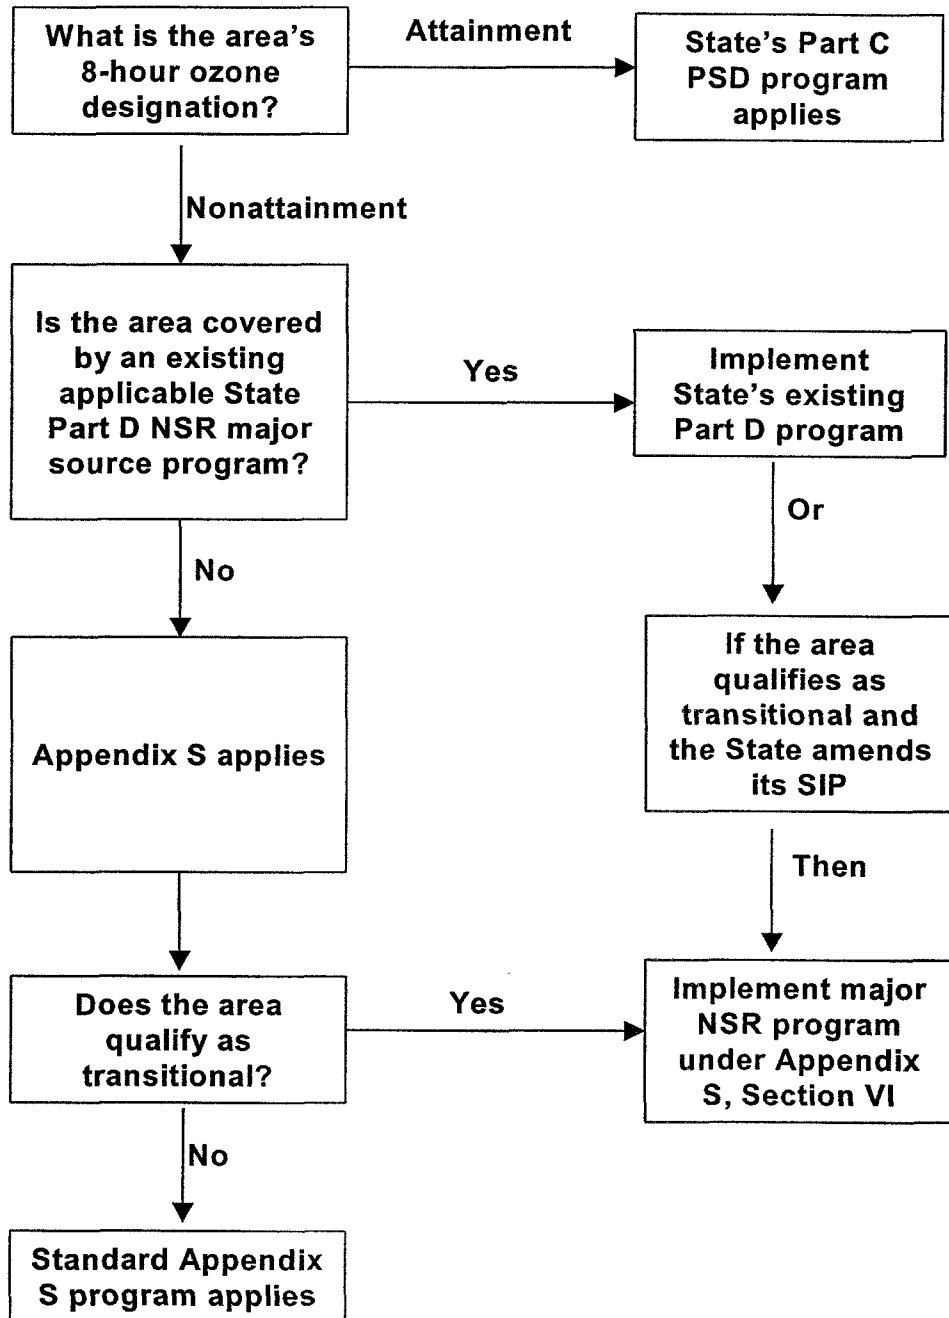 What is the area's
8-hour ozone
designation?
Attainment
State's Part C
PSD program
applies
Nonattainment
Is the area covered
by an existing
applicable State
Part D NSR major
source program?
Yes
Implement
State's existing
Part D program
Or
No
If the area
qualifies as
transitional and
the State amends
its SIP
Appendix S applies
Then
Does the area
qualify as
transitional?
Yes
Implement major
NSR program
under Appendix
S, Section VI
No
Standard Appendix
S program applies